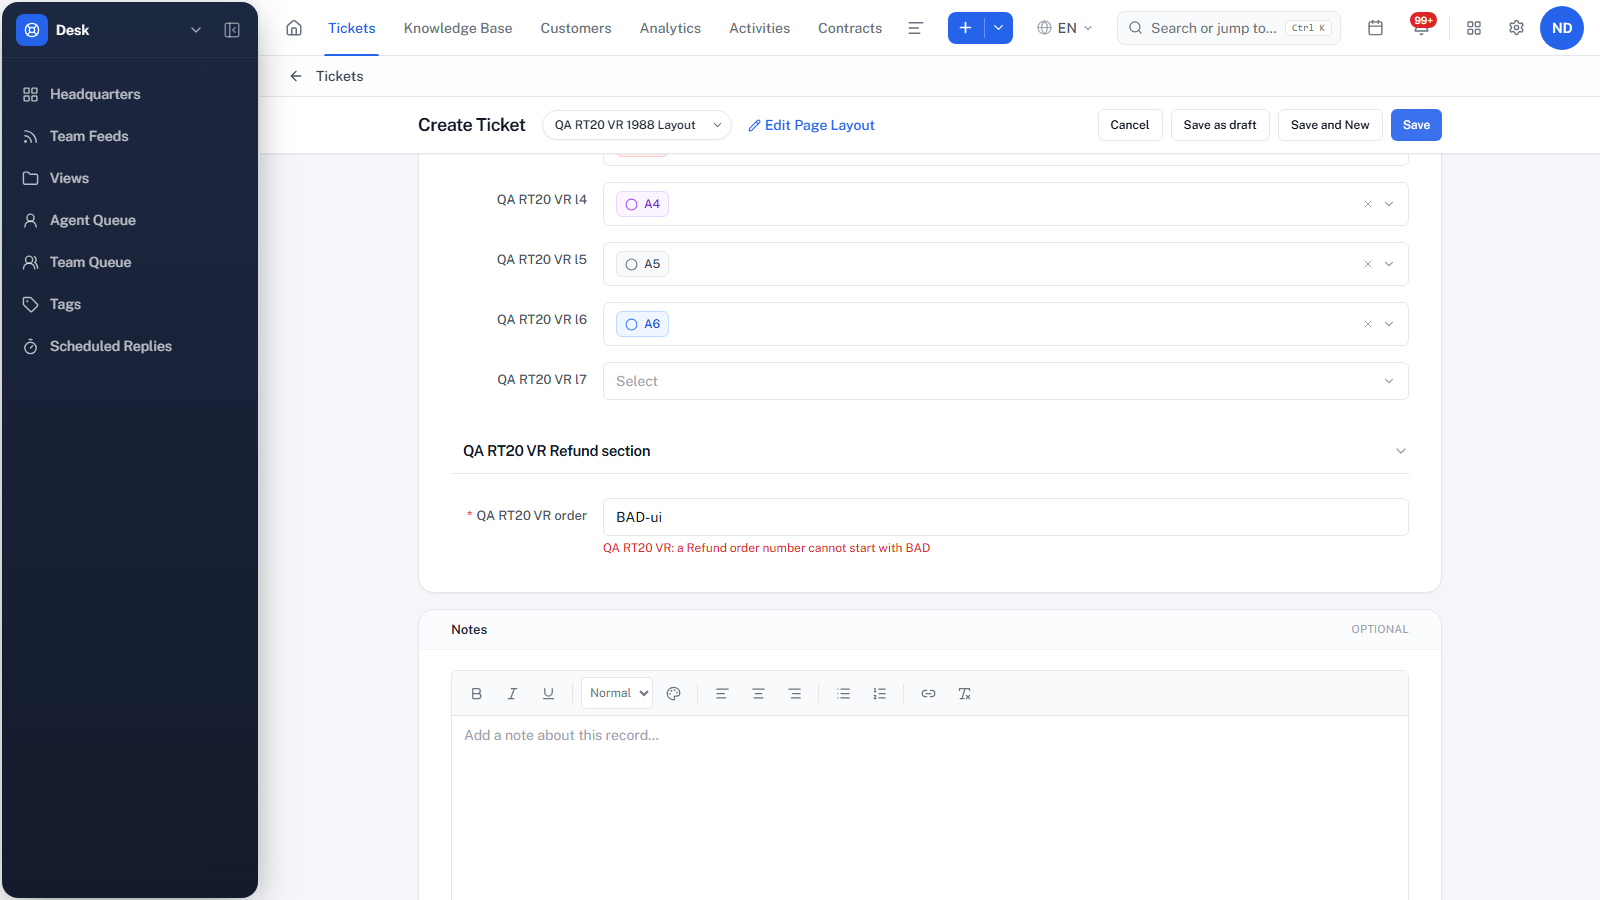 Desk
Headquarters
Team Feeds
Views
Agent Queue
Team Queue
Tags
Scheduled Replies
Tickets
Knowledge Base
Customers
Analytics
Activities
Contracts
EN
Search or jump to...
Ctrl K
99+
ND
Tickets
Create Ticket
QA RT20 VR 1988 Layout
Edit Page Layout
Cancel
Save as draft
Save and New
Save
QA RT20 VR l4
A4
QA RT20 VR l5
A5
QA RT20 VR l6
A6
QA RT20 VR l7
Select
QA RT20 VR Refund section
* QA RT20 VR order
BAD-ui
QA RT20 VR: a Refund order number cannot start with BAD
Notes
OPTIONAL
Normal
Add a note about this record...